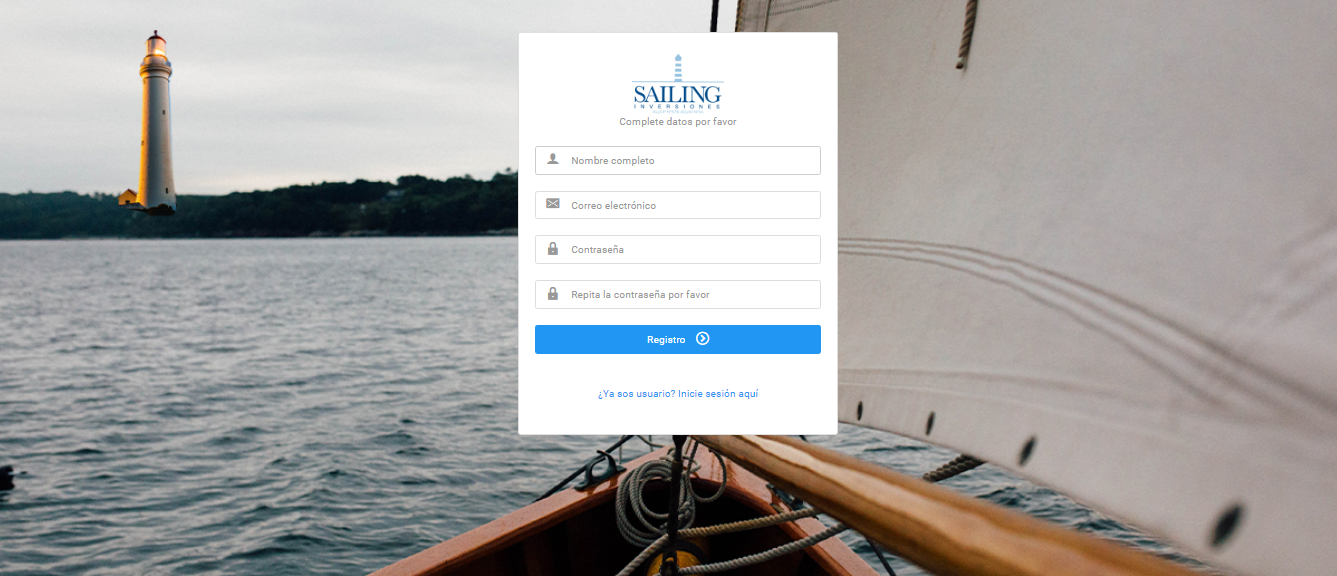 SAILING
INVERSIONES
Complete datos por favor
Nombre completo
Correo electrónico
Contraseña
Repita la contraseña por favor
Registro
¿Ya sos usuario? Inicie sesión aquí